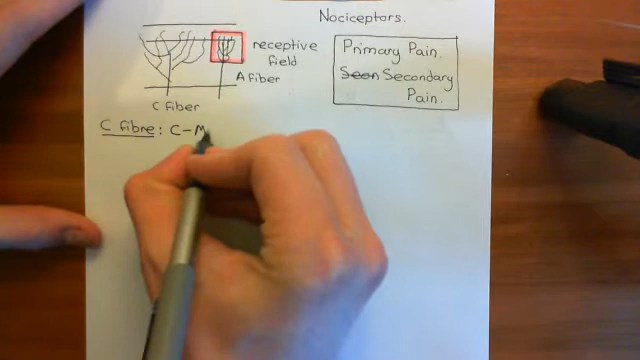 Nociceptors.
receptive
field
A fiber
C fiber
Primary Pain.
Seen Secondary
Pain.
C fibre: C-M